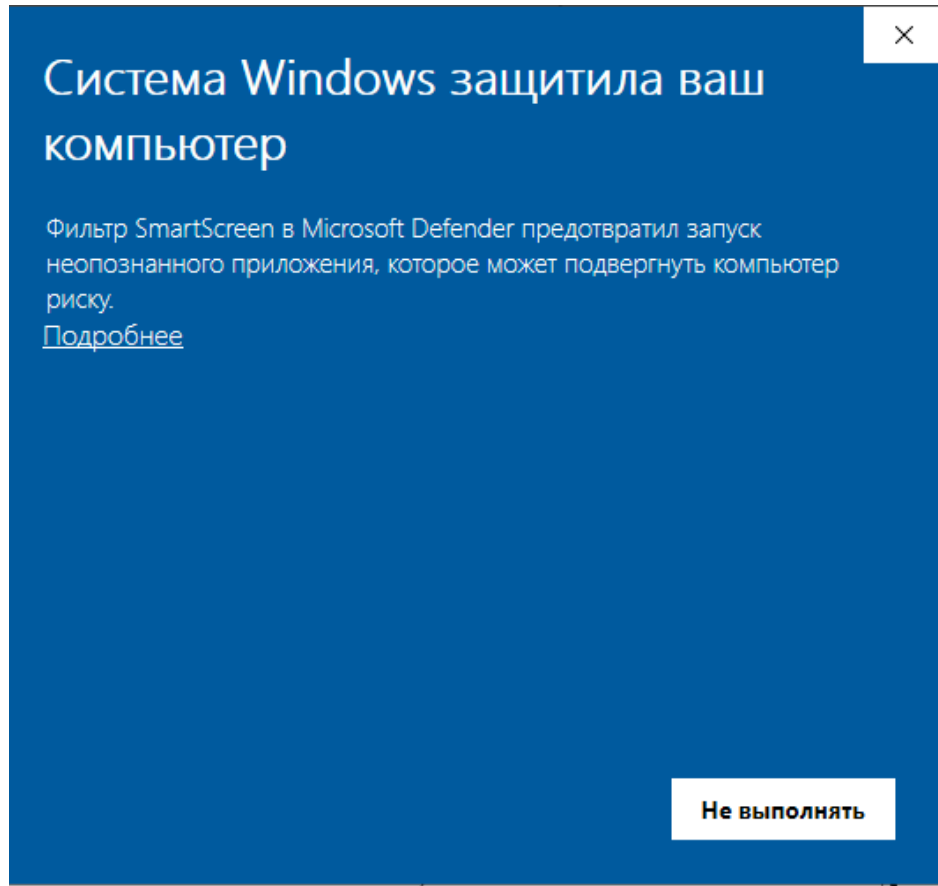 Система Windows защитила ваш
компьютер
Фильтр SmartScreen в Microsoft Defender предотвратил запуск
неопознанного приложения, которое может подвергнуть компьютер
риску.
Подробнее
Не выполнять